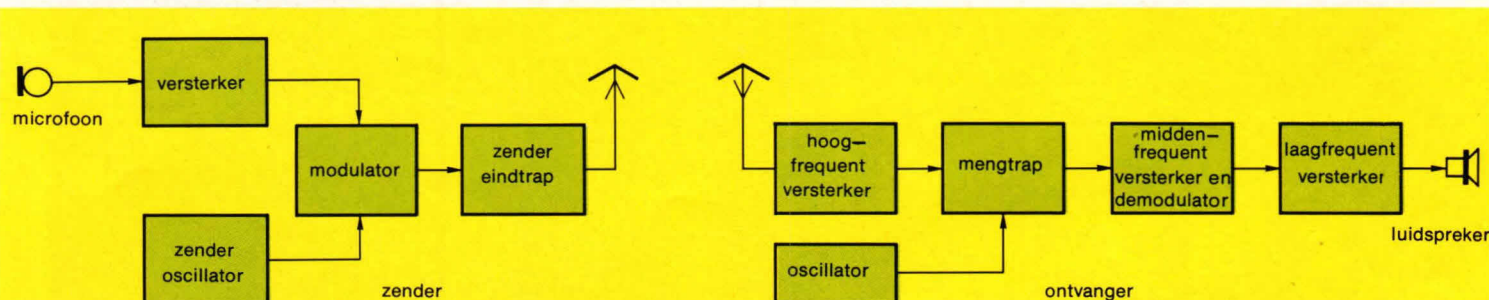 microfoon
versterker
modulator
zender
eindtrap
zender
oscillator
zender
hoog–
frequent
versterker
mengtrap
midden–
frequent
versterker en
demodulator
laagfrequent
versterker
luidspreker
oscillator
ontvanger